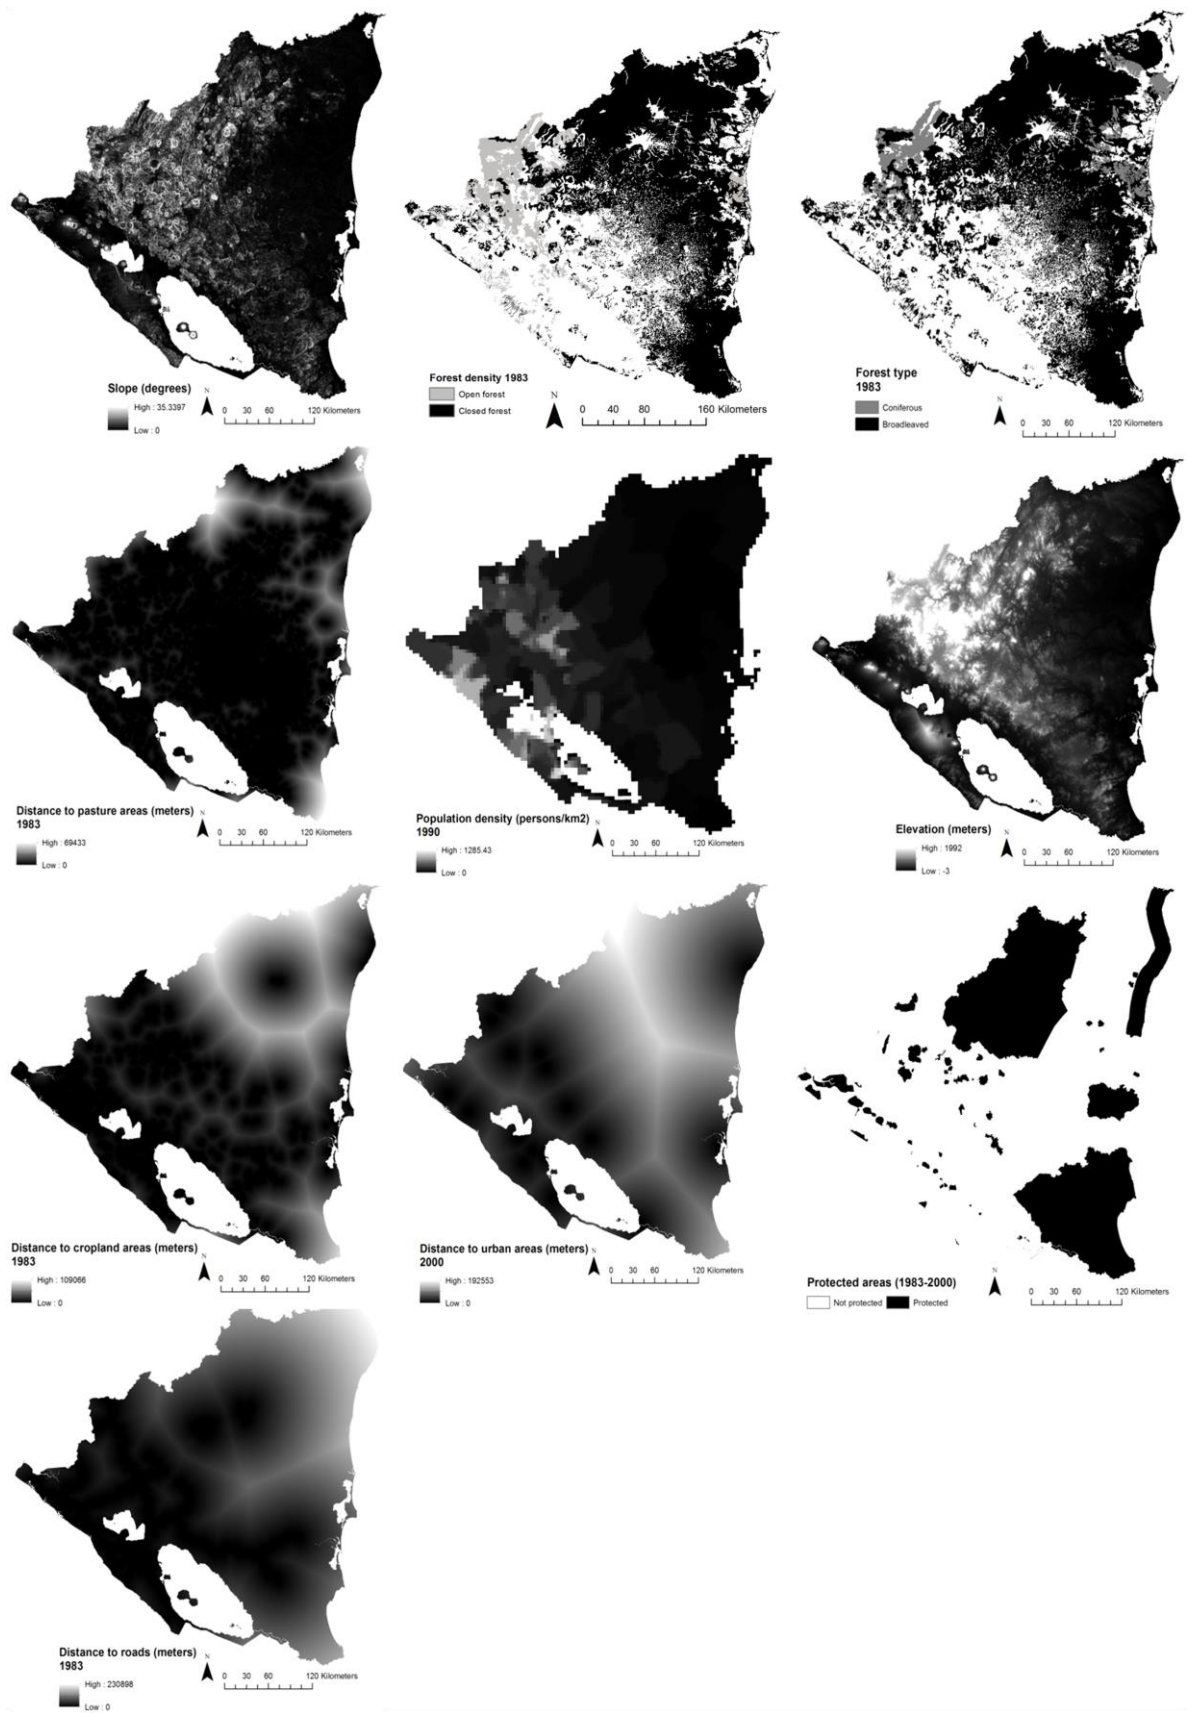 Slope (degrees)
High : 35.3397
Low : 0
N
0 30 60 120 Kilometers
Forest density 1983
Open forest
Closed forest
N
0 40 80 160 Kilometers
Forest type
1983
Coniferous
Broadleaved
N
0 30 60 120 Kilometers
Distance to pasture areas (meters)
1983
High : 69433
Low : 0
N
0 30 60 120 Kilometers
Population density (persons/km2)
1990
High : 1285.43
Low : 0
N
0 30 60 120 Kilometers
Elevation (meters)
High : 1992
Low : -3
N
0 30 60 120 Kilometers
Distance to cropland areas (meters)
1983
High : 109066
Low : 0
N
0 30 60 120 Kilometers
Distance to urban areas (meters)
2000
High : 192553
Low : 0
N
0 30 60 120 Kilometers
Protected areas (1983-2000)
Not protected Protected
N
0 30 60 120 Kilometers
Distance to roads (meters)
1983
High : 230898
Low : 0
N
0 30 60 120 Kilometers